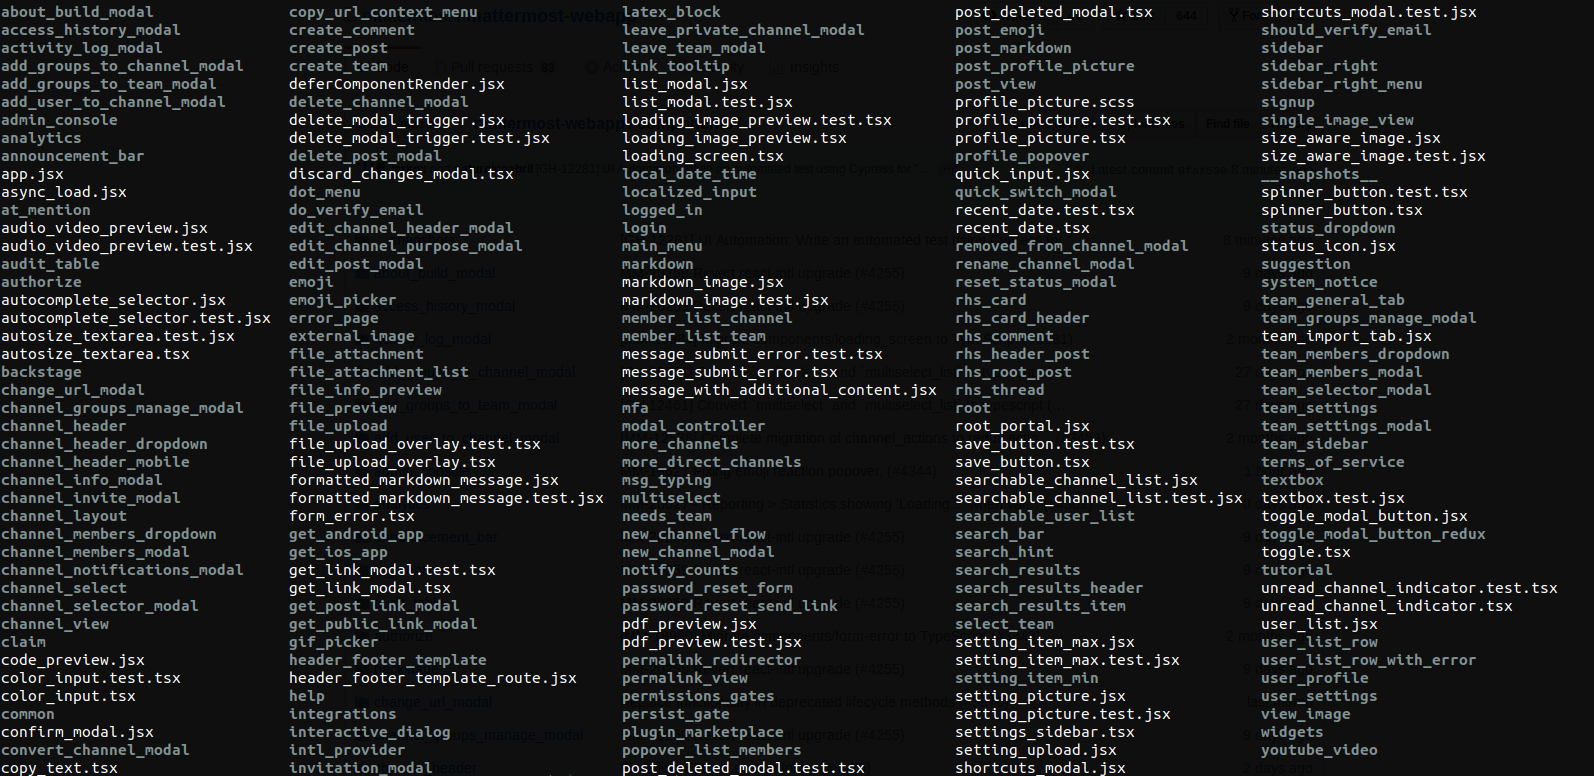 about_build_modal
access_history_modal
activity_log_modal
add_groups_to_channel_modal
add_groups_to_team_modal
add_user_to_channel_modal
admin_console
analytics
announcement_bar
app.jsx
async_load.jsx
at_mention
audio_video_preview.jsx
audio_video_preview.test.jsx
audit_table
authorize
autocomplete_selector.jsx
autocomplete_selector.test.jsx
autosize_textarea.test.jsx
autosize_textarea.tsx
backstage
change_url_modal
channel_groups_manage_modal
channel_header
channel_header_dropdown
channel_header_mobile
channel_info_modal
channel_invite_modal
channel_layout
channel_members_dropdown
channel_members_modal
channel_notifications_modal
channel_select
channel_selector_modal
channel_view
claim
code_preview.jsx
color_input.test.tsx
color_input.tsx
common
confirm_modal.jsx
convert_channel_modal
copy_text.tsx
copy_url_context_menu
create_comment
create_post
create_team
deferComponentRender.jsx
delete_channel_modal
delete_modal_trigger.jsx
delete_modal_trigger.test.jsx
delete_post_modal
discard_changes_modal.tsx
dot_menu
do_verify_email
edit_channel_header_modal
edit_channel_purpose_modal
edit_post_modal
emoji
emoji_picker
error_page
external_image
file_attachment
file_attachment_list
file_info_preview
file_preview
file_upload
file_upload_overlay.test.tsx
file_upload_overlay.tsx
formatted_markdown_message.jsx
formatted_markdown_message.test.jsx
form_error.tsx
get_android_app
get_ios_app
get_link_modal.test.tsx
get_link_modal.tsx
get_post_link_modal
get_public_link_modal
gif_picker
header_footer_template
header_footer_template_route.jsx
help
integrations
interactive_dialog
intl_provider
invitation_modal
latex_block
leave_private_channel_modal
leave_team_modal
link_tooltip
list_modal.jsx
list_modal.test.jsx
loading_image_preview.test.tsx
loading_image_preview.tsx
loading_screen.tsx
local_date_time
localized_input
logged_in
login
main_menu
markdown
markdown_image.jsx
markdown_image.test.jsx
member_list_channel
member_list_team
message_submit_error.test.tsx
message_submit_error.tsx
message_with_additional_content.jsx
mfa
modal_controller
more_channels
more_direct_channels
msg_typing
multiselect
needs_team
new_channel_flow
new_channel_modal
notify_counts
password_reset_form
password_reset_send_link
pdf_preview.jsx
pdf_preview.test.jsx
permalink_redirector
permalink_view
permissions_gates
persist_gate
plugin_marketplace
popover_list_members
post_deleted_modal.test.tsx
post_deleted_modal.tsx
post_emoji
post_markdown
post_profile_picture
post_view
profile_picture.scss
profile_picture.test.tsx
profile_picture.tsx
profile_popover
quick_input.jsx
quick_switch_modal
recent_date.test.tsx
recent_date.tsx
removed_from_channel_modal
rename_channel_modal
reset_status_modal
rhs_card
rhs_card_header
rhs_comment
rhs_header_post
rhs_root_post
rhs_thread
root
root_portal.jsx
save_button.test.tsx
save_button.tsx
searchable_channel_list.jsx
searchable_channel_list.test.jsx
searchable_user_list
search_bar
search_hint
search_results
search_results_header
search_results_item
select_team
setting_item_max.jsx
setting_item_max.test.jsx
setting_item_min
setting_picture.jsx
setting_picture.test.jsx
settings_sidebar.tsx
setting_upload.jsx
shortcuts_modal.jsx
shortcuts_modal.test.jsx
should_verify_email
sidebar
sidebar_right
sidebar_right_menu
signup
single_image_view
size_aware_image.jsx
size_aware_image.test.jsx
__snapshots__
spinner_button.test.tsx
spinner_button.tsx
status_dropdown
status_icon.jsx
suggestion
system_notice
team_general_tab
team_groups_manage_modal
team_import_tab.jsx
team_members_dropdown
team_members_modal
team_selector_modal
team_settings
team_settings_modal
team_sidebar
terms_of_service
textbox
textbox.test.jsx
toggle_modal_button.jsx
toggle_modal_button_redux
toggle.tsx
tutorial
unread_channel_indicator.test.tsx
unread_channel_indicator.tsx
user_list.jsx
user_list_row
user_list_row_with_error
user_profile
user_settings
view_image
widgets
youtube_video